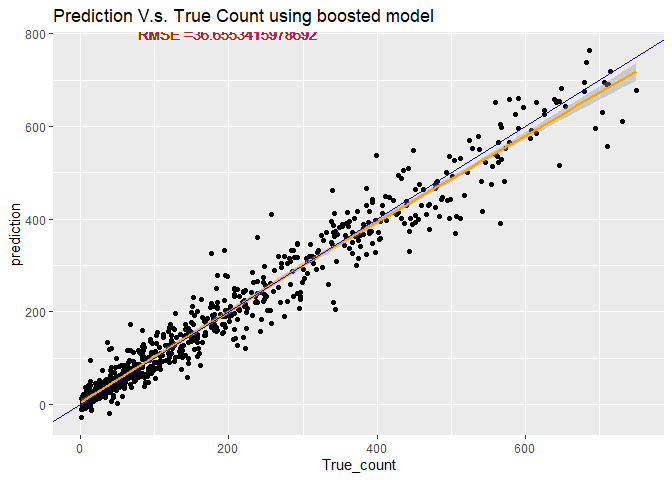 Prediction V.s. True Count using boosted model
RMSE =36.6553415978692
800
600
400
200
0
prediction
0 200 400 600
True_count